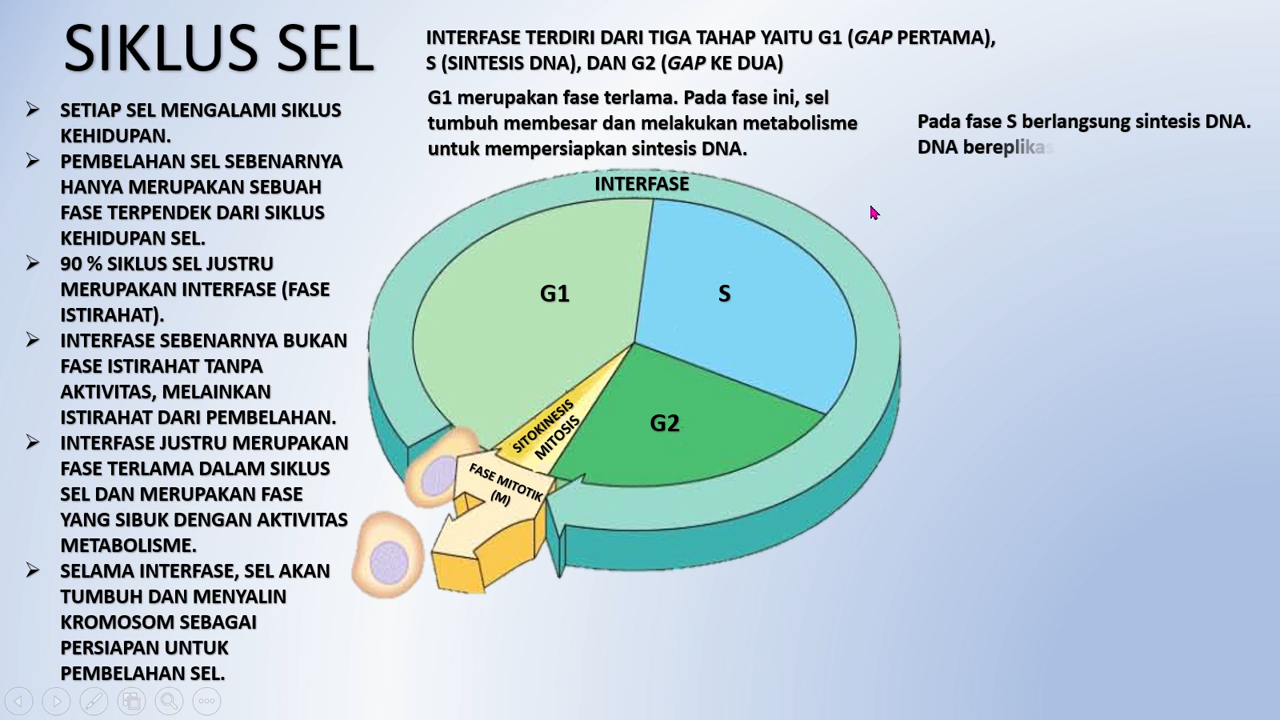 SIKLUS SEL
SETIAP SEL MENGALAMI SIKLUS
KEHIDUPAN.
PEMBELAHAN SEL SEBENARNYA
HANYA MERUPAKAN SEBUAH
FASE TERPENDEK DARI SIKLUS
KEHIDUPAN SEL.
90 % SIKLUS SEL JUSTRU
MERUPAKAN INTERFASE (FASE
ISTIRAHAT).
INTERFASE SEBENARNYA BUKAN
FASE ISTIRAHAT TANPA
AKTIVITAS, MELAINKAN
ISTIRAHAT DARI PEMBELAHAN.
INTERFASE JUSTRU MERUPAKAN
FASE TERLAMA DALAM SIKLUS
SEL DAN MERUPAKAN FASE
YANG SIBUK DENGAN AKTIVITAS
METABOLISME.
SELAMA INTERFASE, SEL AKAN
TUMBUH DAN MENYALIN
KROMOSOM SEBAGAI
PERSIAPAN UNTUK
PEMBELAHAN SEL.
INTERFASE TERDIRI DARI TIGA TAHAP YAITU G1 (GAP PERTAMA),
S (SINTESIS DNA), DAN G2 (GAP KE DUA)
G1 merupakan fase terlama. Pada fase ini, sel
tumbuh membesar dan melakukan metabolisme
untuk mempersiapkan sintesis DNA.
Pada fase S berlangsung sintesis DNA.
DNA bereplikas
INTERFASE
G1
S
G2
SITOKINESIS
MITOSIS
FASE MITOTIK
(M)